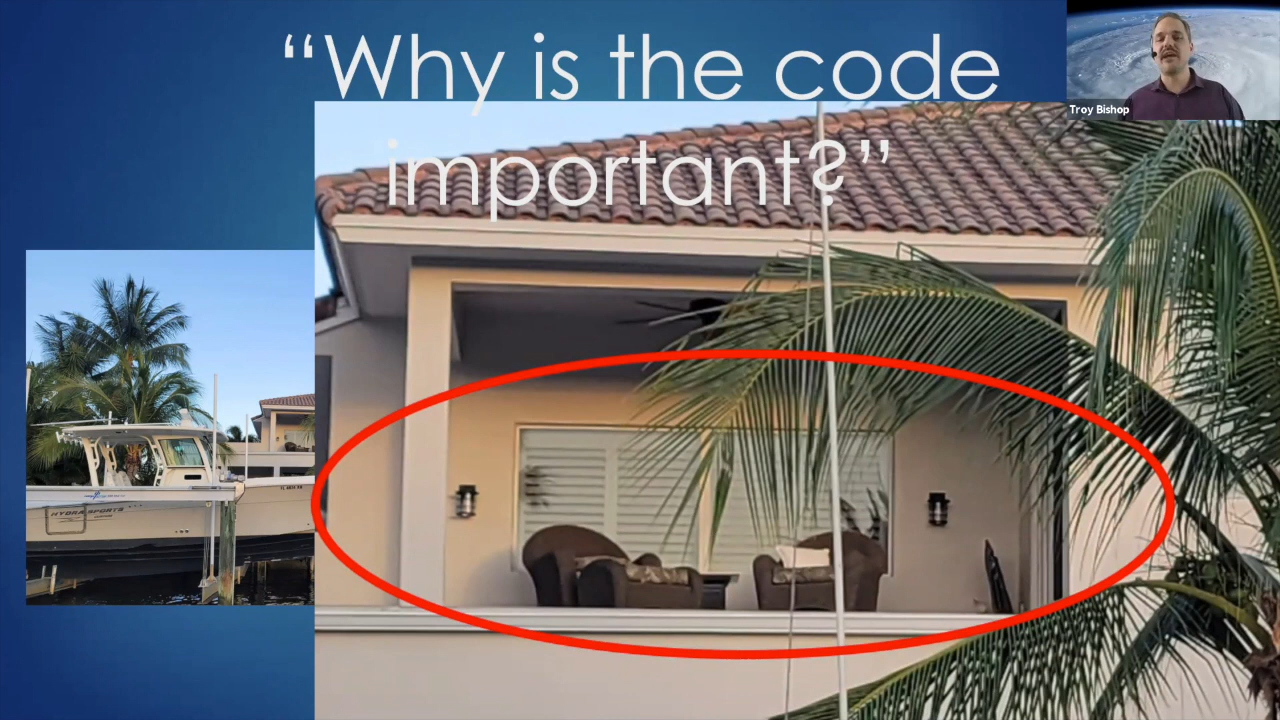 “Why is the code
important?”
Troy Bishop
HYDRA-SPORTS